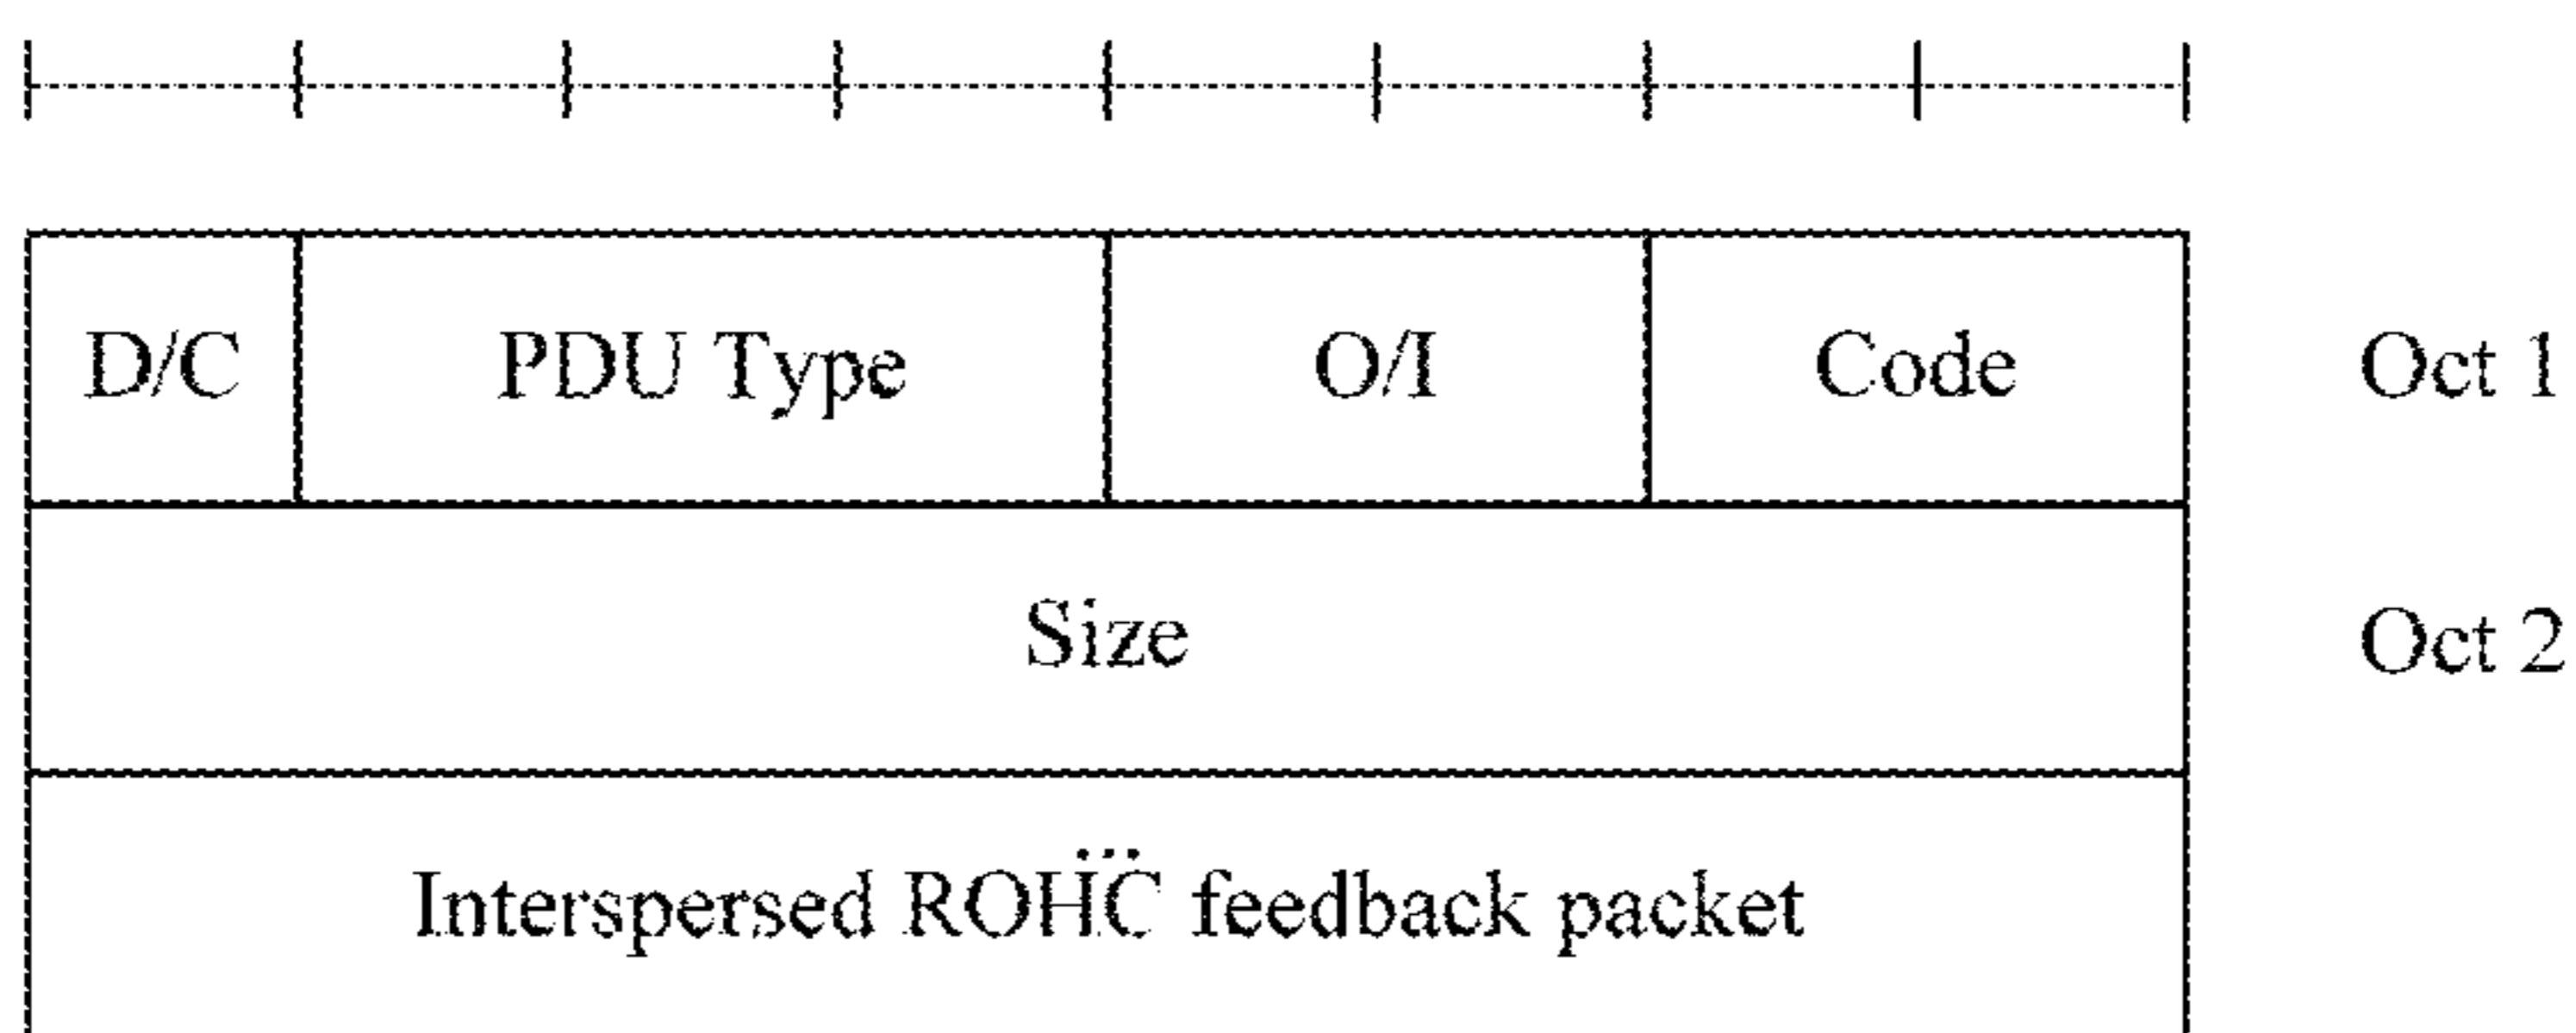 D/C PDU Type O/I Code Oct 1
Size Oct 2
...
Interspersed ROHC feedback packet